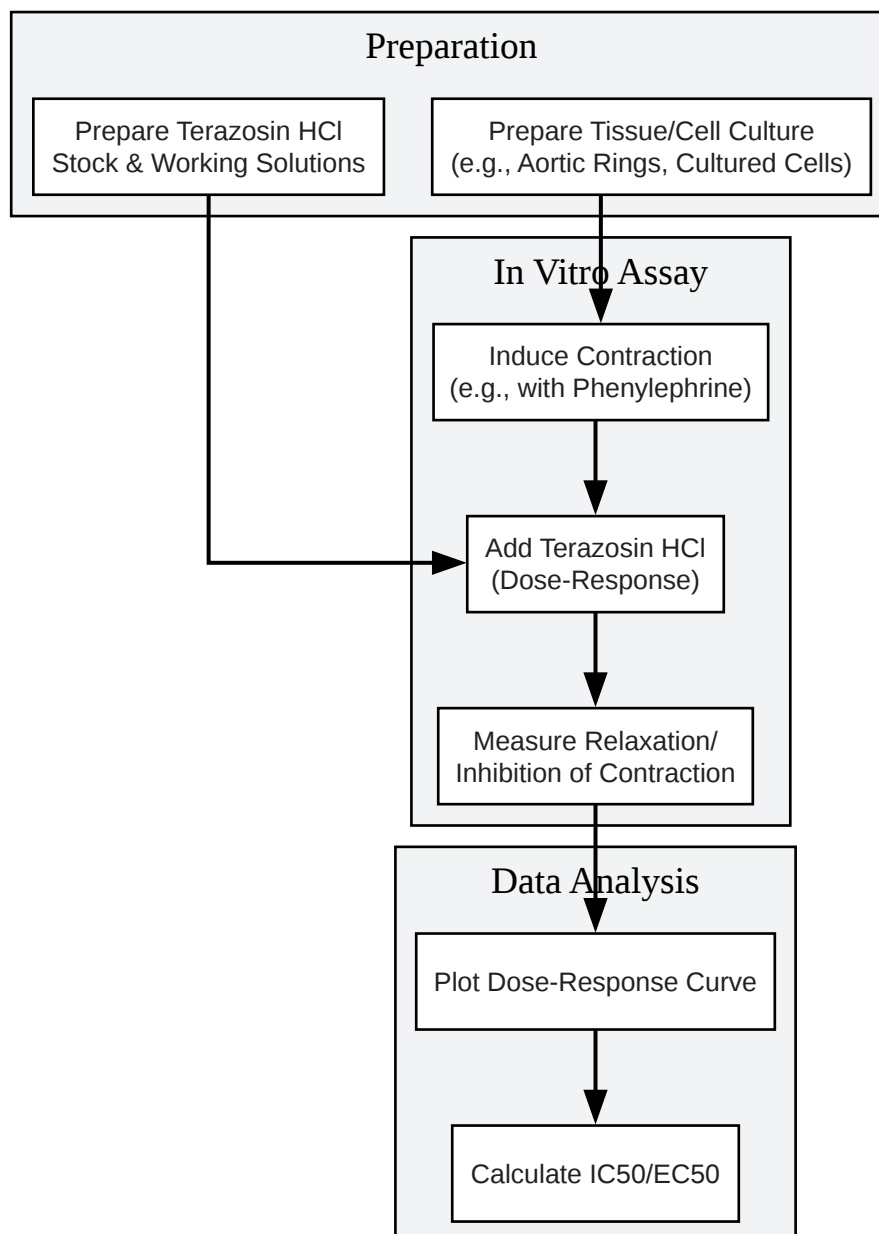 Preparation
Prepare Terazosin HCl
Stock & Working Solutions
Prepare Tissue/Cell Culture
(e.g., Aortic Rings, Cultured Cells)
In Vitro Assay
Induce Contraction
(e.g., with Phenylephrine)
Add Terazosin HCl
(Dose-Response)
Measure Relaxation/
Inhibition of Contraction
Data Analysis
Plot Dose-Response Curve
Calculate IC50/EC50